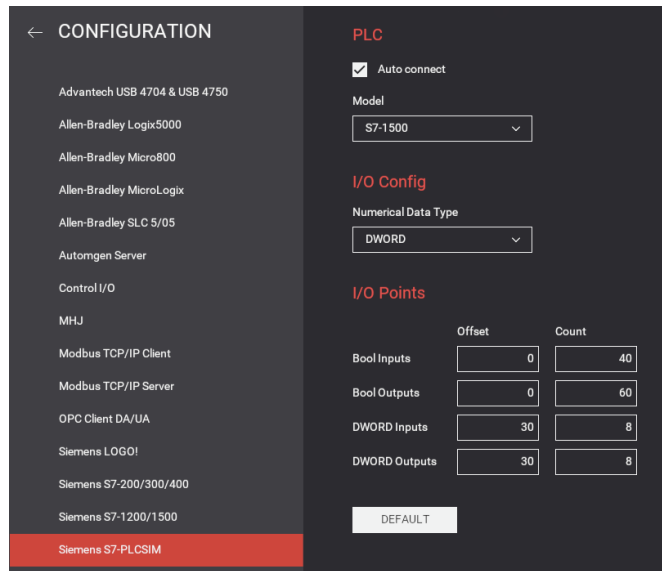 ← CONFIGURATION
Advantech USB 4704 & USB 4750
Allen-Bradley Logix5000
Allen-Bradley Micro800
Allen-Bradley MicroLogix
Allen-Bradley SLC 5/05
Automgen Server
Control I/O
MHJ
Modbus TCP/IP Client
Modbus TCP/IP Server
OPC Client DA/UA
Siemens LOGO!
Siemens S7-200/300/400
Siemens S7-1200/1500
Siemens S7-PLCSIM
PLC
Auto connect
Model
S7-1500
I/O Config
Numerical Data Type
DWORD
I/O Points
Offset Count
Bool Inputs 0 40
Bool Outputs 0 60
DWORD Inputs 30 8
DWORD Outputs 30 8
DEFAULT